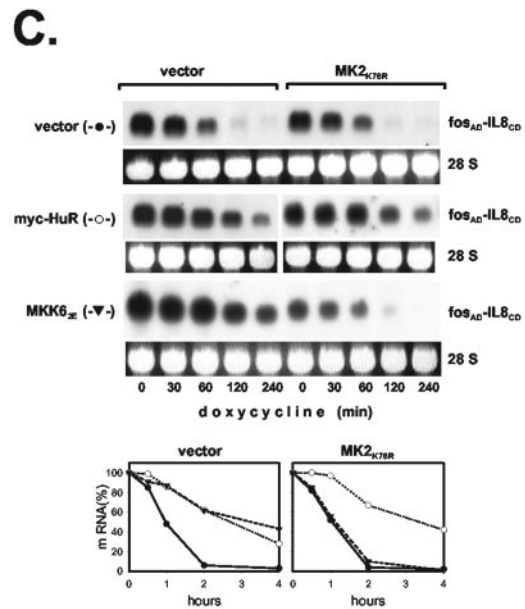 C.
vector MK2K76R
vector (-●-) fosAD-IL8CD
28 S
myc-HuR (-○-) fosAD-IL8CD
28 S
MKK62E (-▼-) fosAD-IL8CD
28 S
0 30 60 120 240 0 30 60 120 240
doxycycline (min)
vector MK2K76R
m RNA(%)
100
80
60
40
20
0
0 1 2 3 4 0 1 2 3 4
hours hours